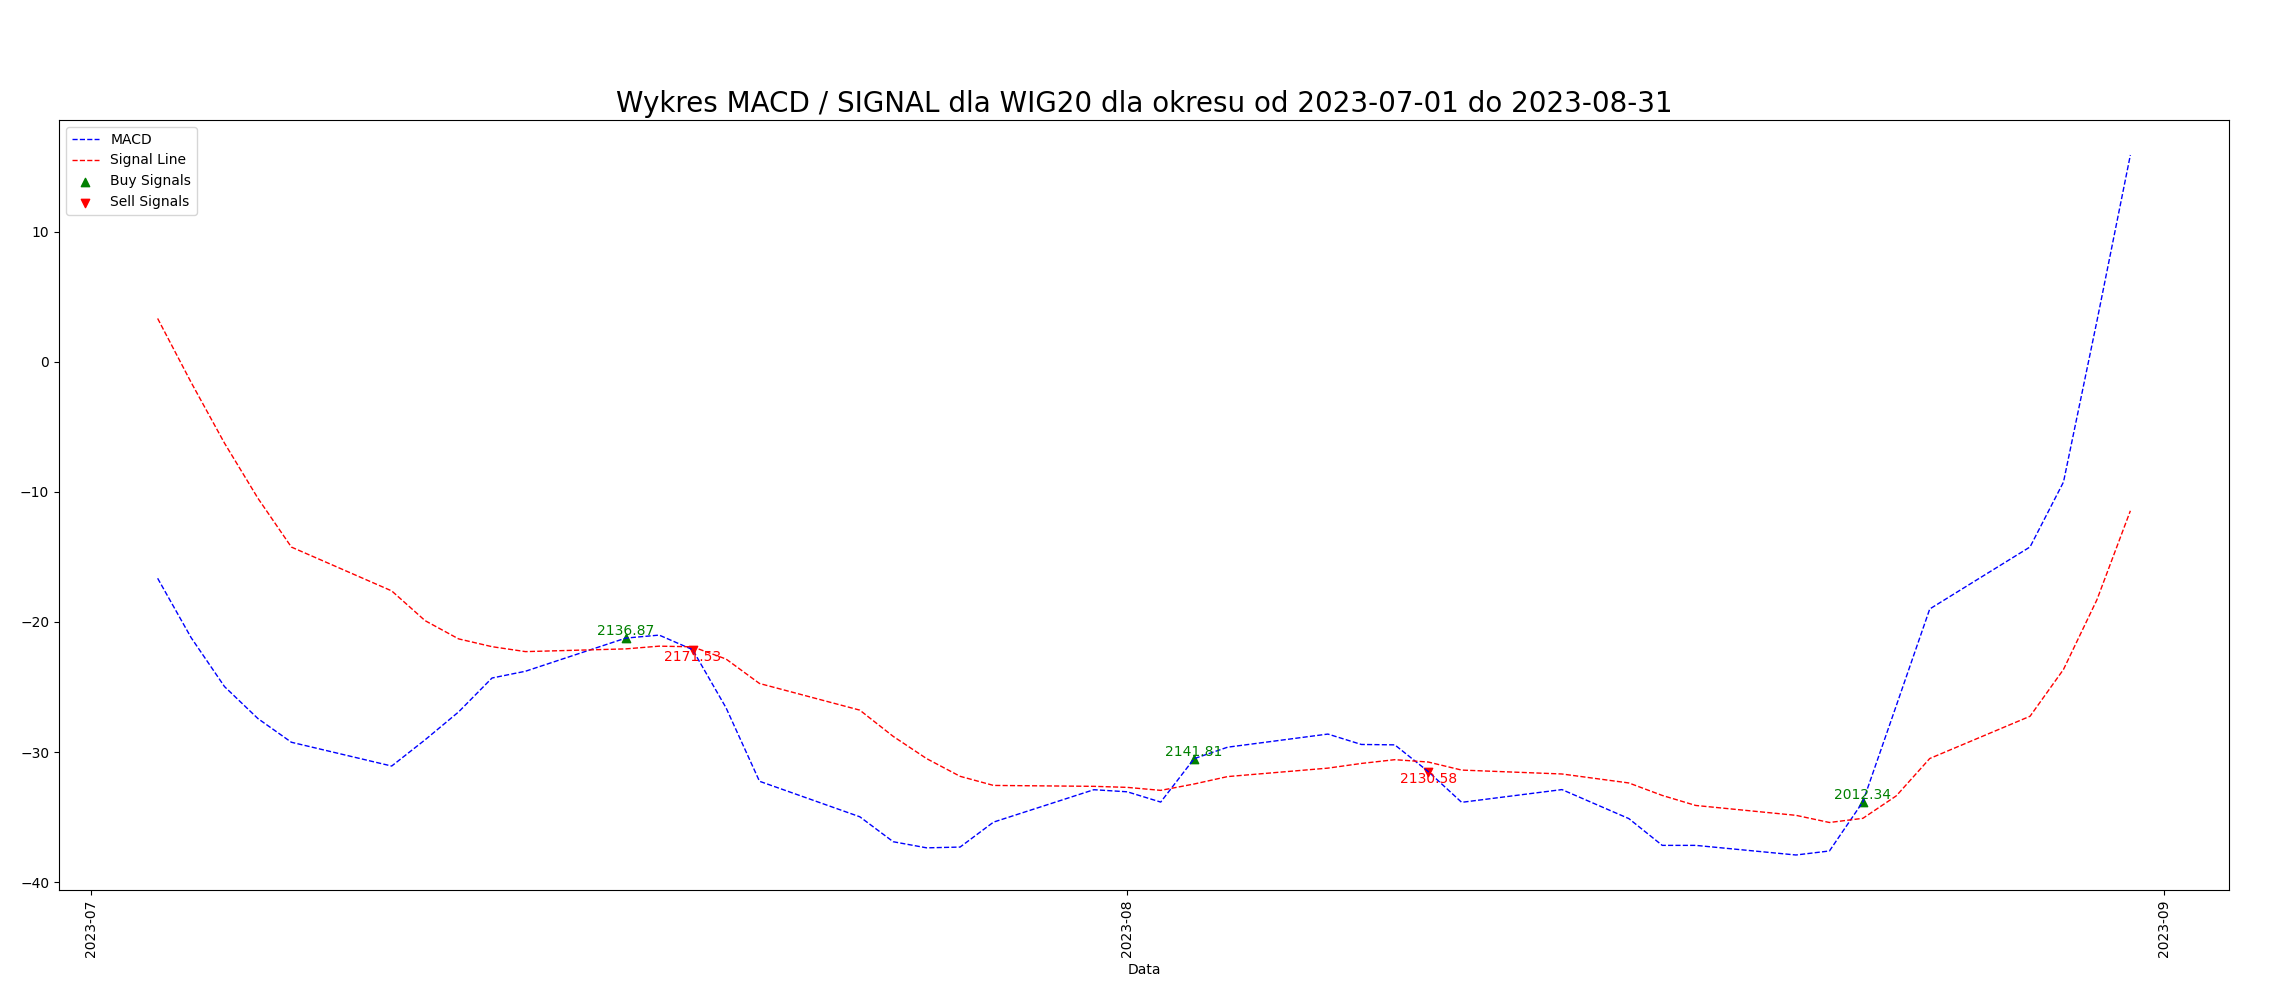 Wykres MACD / SIGNAL dla WIG20 dla okresu od 2023-07-01 do 2023-08-31
MACD
Signal Line
Buy Signals
Sell Signals
10
0
−10
−20
−30
−40
2136.87
2171.53
2141.81
2130.58
2012.34
2023-07
2023-08
2023-09
Data